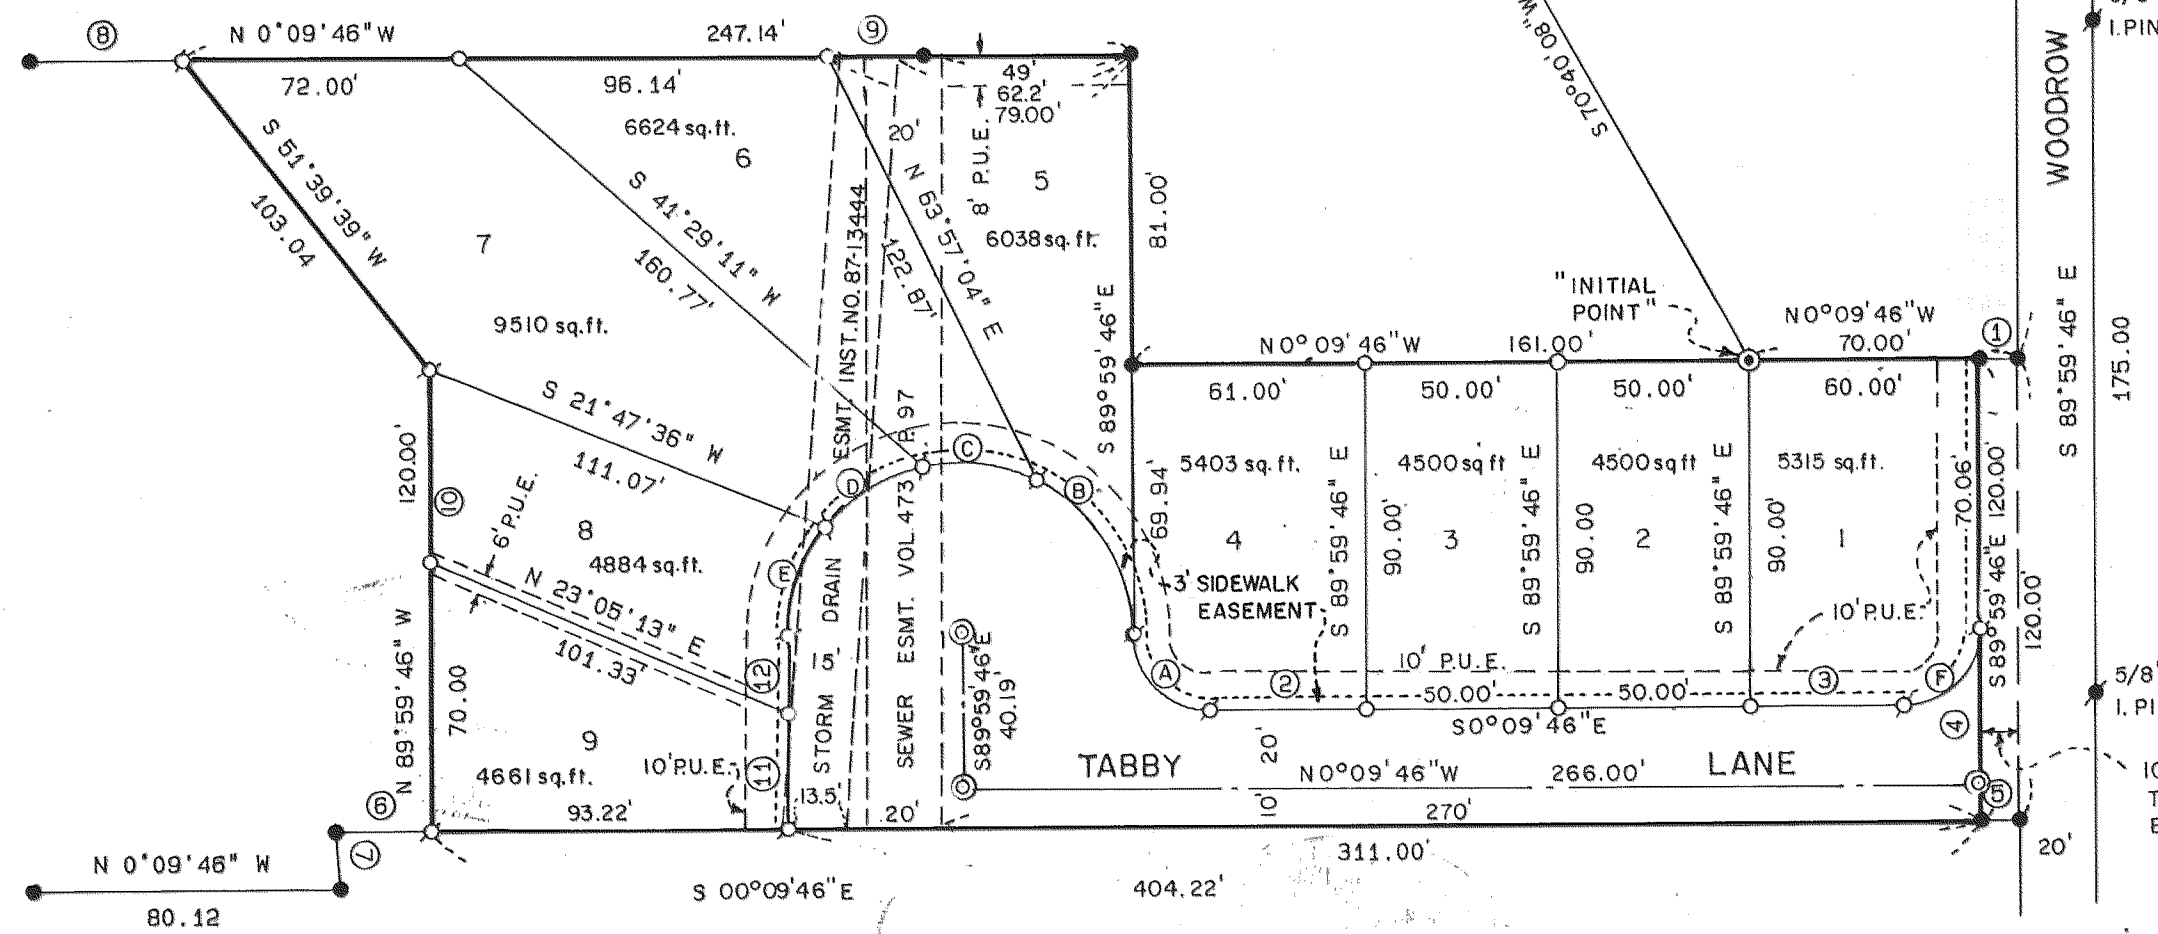 8
N 0°09'46" W
247.14'
9
72.00'
96.14'
49'
62.2'
79.00'
6624 sq.ft.
6
20'
8' P.U.E.
5
6038 sq. ft.
81.00'
S 51°39'39" W
103.04
7
9510 sq.ft.
S 41°29'11" W
160.77'
ESMT. INST. NO. 87-13444
N 63°57'04" E
122.87'
S 89°59'46" E
S 70°40'08" W
"INITIAL
POINT"
N 0°09'46" W
70.00'
1
WOODROW
I. PIN
S 89°59'46" E
175.00
N 0°09'46" W
161.00'
61.00'
50.00'
50.00'
60.00'
S 21°47'36" W
111.07'
120.00'
10
6' P.U.E.
8
4884 sq.ft.
N 23°05'13" E
101.33'
D
C
B
E
69.94'
5403 sq. ft.
4
S 89°59'46" E
90.00'
4500 sq ft
3
S 89°59'46" E
90.00
4500 sq ft
2
S 89°59'46" E
90.00'
5315 sq. ft.
1
70.06'
S 89°59'46" E 120.00'
120.00'
3' SIDEWALK
EASEMENT
10' P.U.E.
10' P.U.E.
N 89°59'46" W
70.00
9
4661 sq.ft.
93.22'
10' P.U.E.
12
11
STORM DRAIN
15'
13.5'
SEWER ESMT. VOL. 473 P. 97
20'
S 89°59'46" E
40.19'
A
2
50.00'
50.00'
3
F
S 0°09'46" E
4
5/8"
I. PI
TABBY LANE
20'
N 0°09'46" W
266.00'
10'
270'
5
10
T
E
20'
6
7
N 0°09'46" W
80.12
311.00'
S 00°09'46" E
404.22'